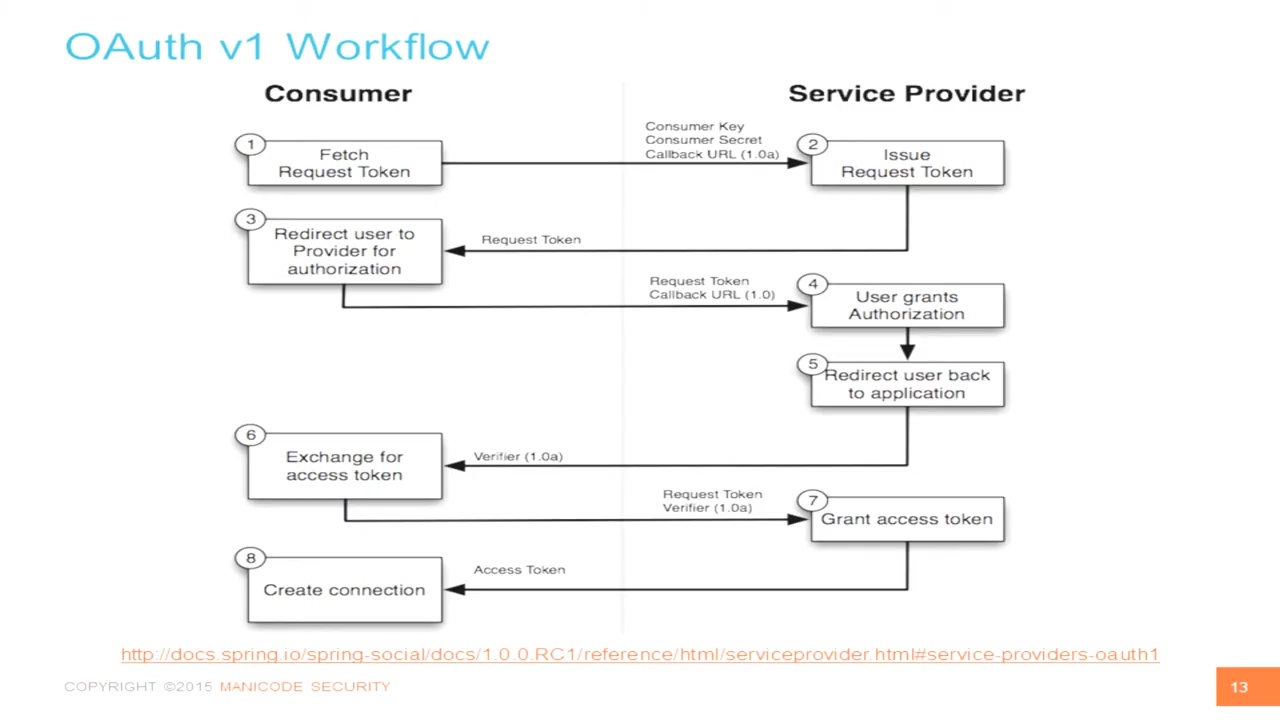 OAuth v1 Workflow
Consumer
Service Provider
1
Fetch
Request Token
Consumer Key
Consumer Secret
Callback URL (1.0a)
2
Issue
Request Token
3
Redirect user to
Provider for
authorization
Request Token
Request Token
Callback URL (1.0)
4
User grants
Authorization
5
Redirect user back
to application
6
Exchange for
access token
Verifier (1.0a)
Request Token
Verifier (1.0a)
7
Grant access token
8
Create connection
Access Token
http://docs.spring.io/spring-social/docs/1.0.0.RC1/reference/html/serviceprovider.html#service-providers-oauth1
COPYRIGHT ©2015 MANICODE SECURITY
13